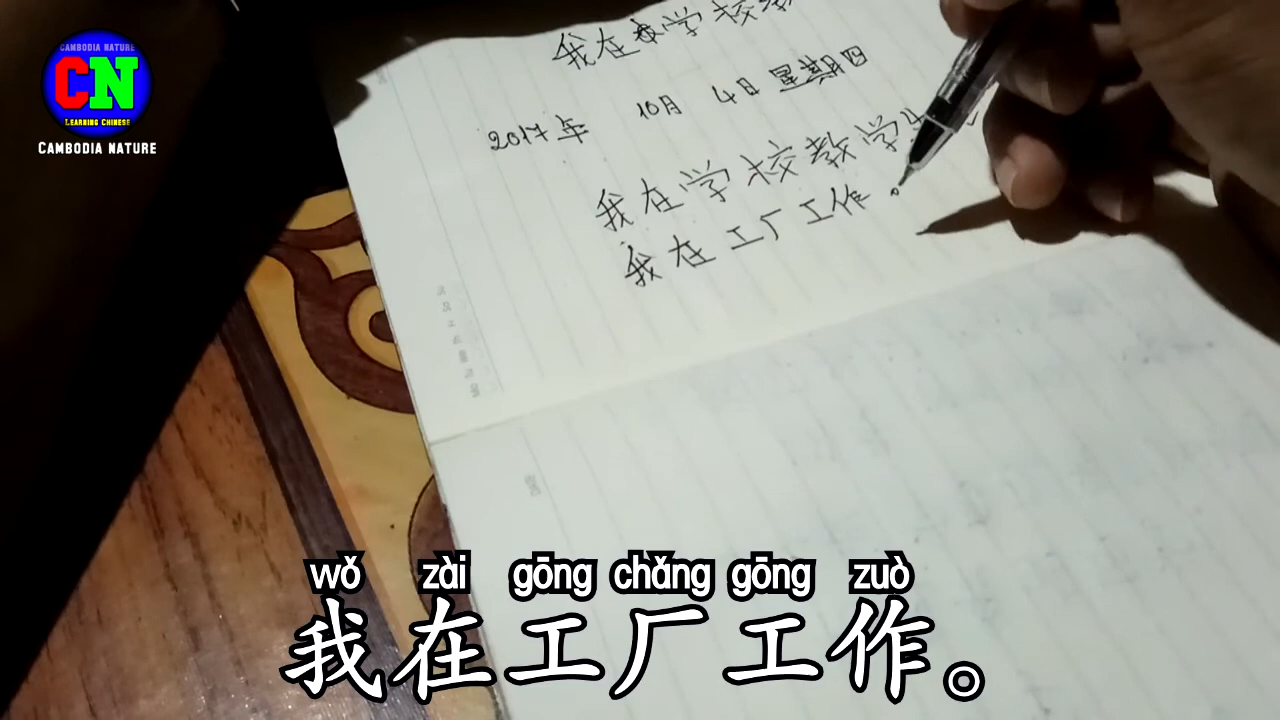 CAMBODIA NATURE
CN
LEARNING CHINESE
CAMBODIA NATURE
我在学校教
2017年 10月 4日 星期四
我在学校教学
我在工厂工作。
wǒ zài gōng chǎng gōng zuò
我在工厂工作。